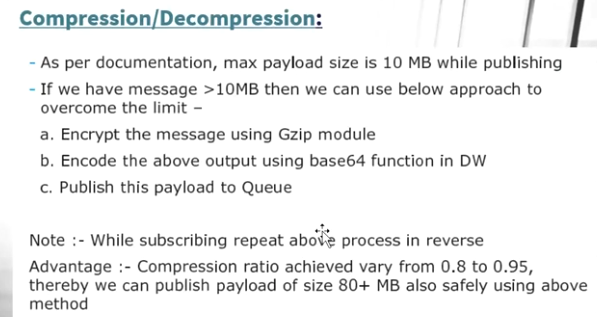 Compression/Decompression:
- As per documentation, max payload size is 10 MB while publishing
- If we have message >10MB then we can use below approach to
overcome the limit –
a. Encrypt the message using Gzip module
b. Encode the above output using base64 function in DW
c. Publish this payload to Queue
Note :- While subscribing repeat above process in reverse
Advantage :- Compression ratio achieved vary from 0.8 to 0.95,
thereby we can publish payload of size 80+ MB also safely using above
method